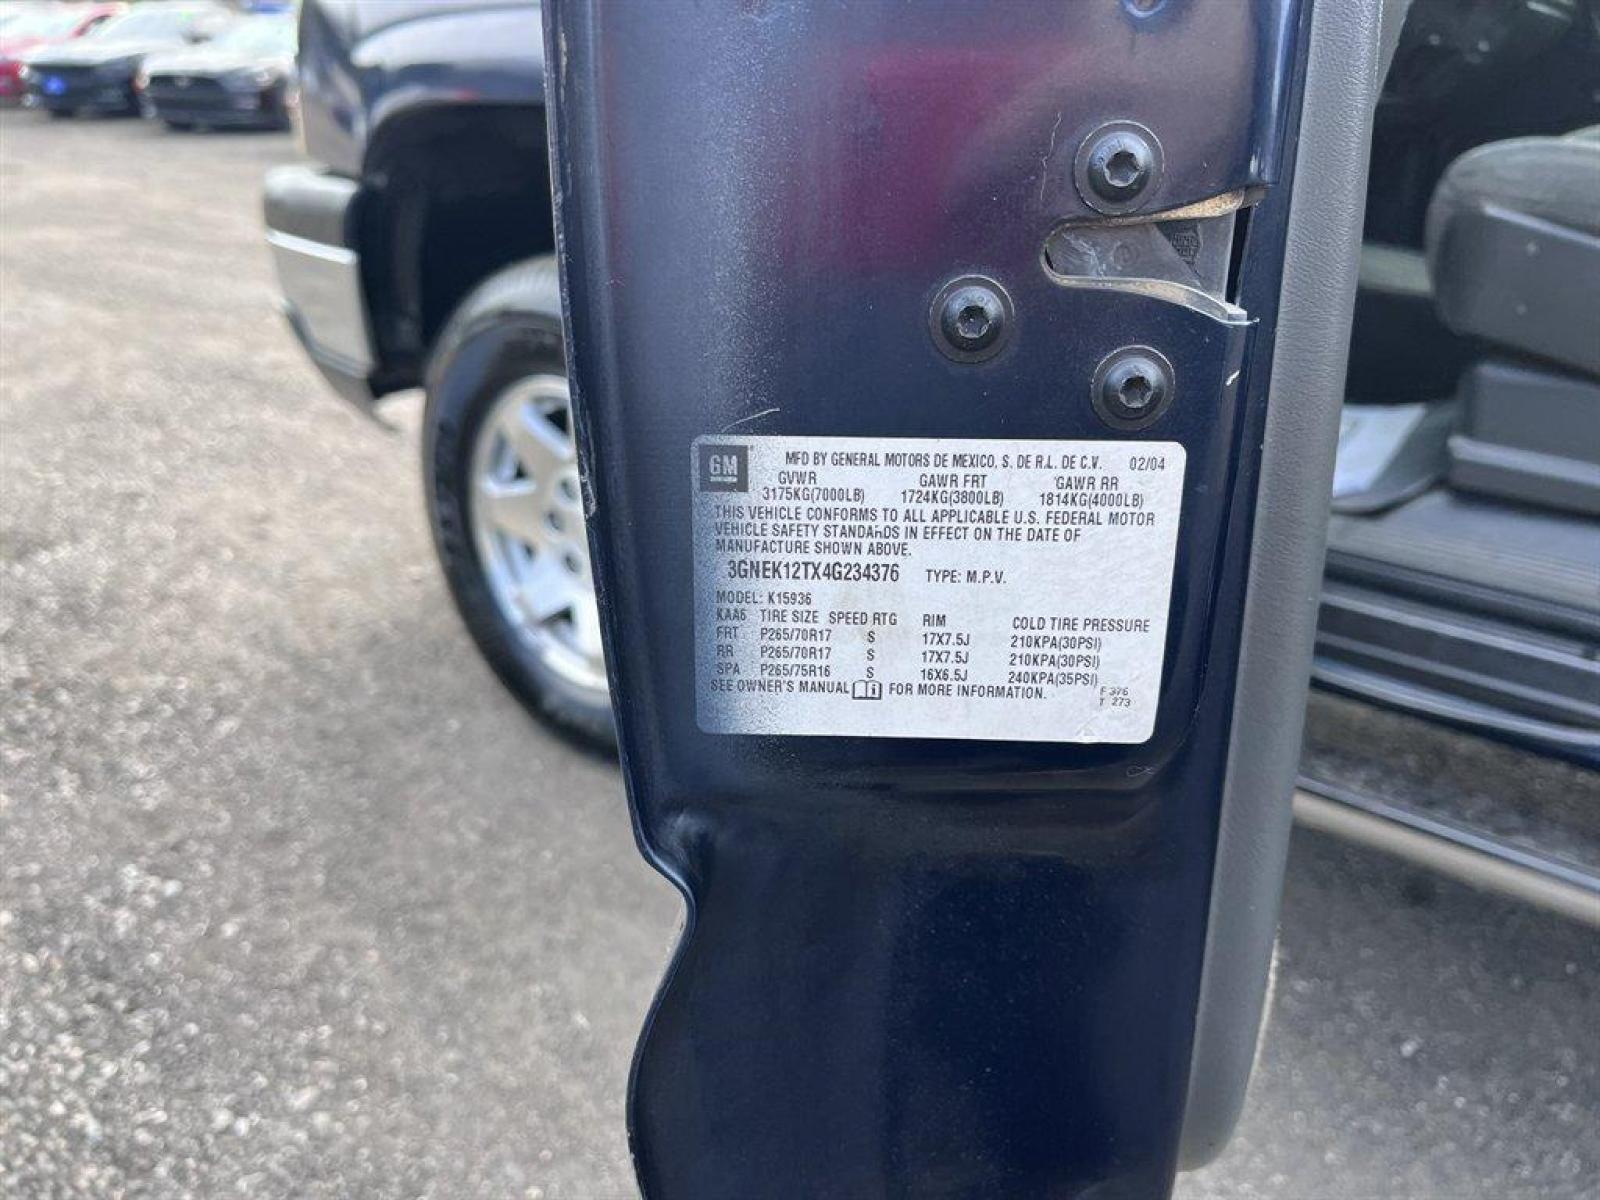 GM
MFD BY GENERAL MOTORS DE MEXICO, S. DE R.L. DE C.V. 02/04
GVWR GAWR FRT GAWR RR
3175KG(7000LB) 1724KG(3800LB) 1814KG(4000LB)
THIS VEHICLE CONFORMS TO ALL APPLICABLE U.S. FEDERAL MOTOR
VEHICLE SAFETY STANDARDS IN EFFECT ON THE DATE OF
MANUFACTURE SHOWN ABOVE.
3GNEK12TX4G234376 TYPE: M.P.V.
MODEL: K15936
KAA6 TIRE SIZE SPEED RTG RIM COLD TIRE PRESSURE
FRT P265/70R17 S 17X7.5J 210KPA(30PSI)
RR P265/70R17 S 17X7.5J 210KPA(30PSI)
SPA P265/75R16 S 16X6.5J 240KPA(35PSI)
SEE OWNER'S MANUAL FOR MORE INFORMATION.
F 376
T 273